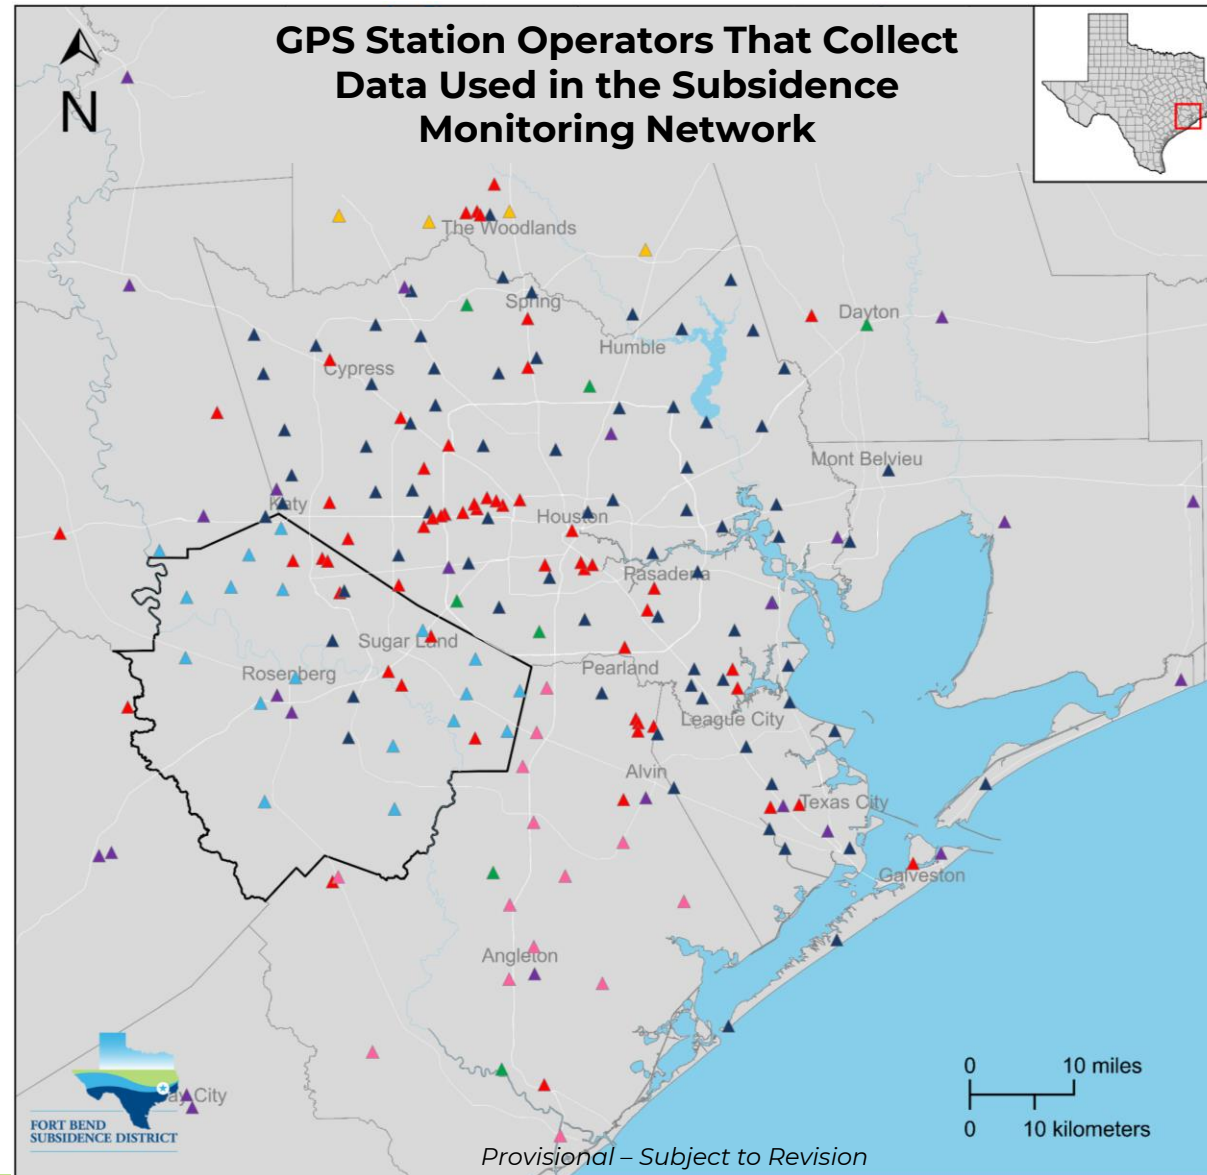 GPS Station Operators That Collect
Data Used in the Subsidence
Monitoring Network
N
The Woodlands
Spring
Dayton
Humble
Cypress
Mont Belvieu
Katy
Houston
Pasadena
Sugar Land
Pearland
Rosenberg
League City
Alvin
Texas City
Galveston
Angleton
0 10 miles
0 10 kilometers
ay City
FORT BEND
SUBSIDENCE DISTRICT
Provisional – Subject to Revision